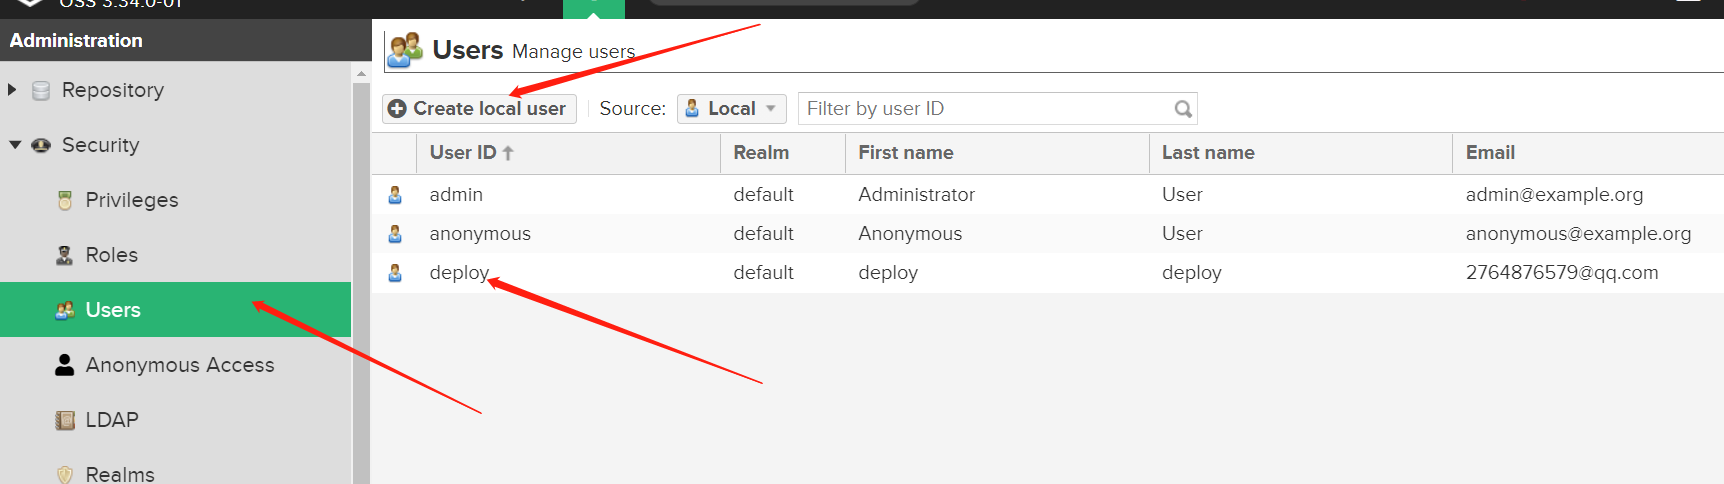 OSS 3.34.0-01
Administration
Repository
Security
Privileges
Roles
Users
Anonymous Access
LDAP
Realms
Users Manage users
Create local user Source: Local Filter by user ID
User ID Realm First name Last name Email
admin default Administrator User admin@example.org
anonymous default Anonymous User anonymous@example.org
deploy default deploy deploy 2764876579@qq.com